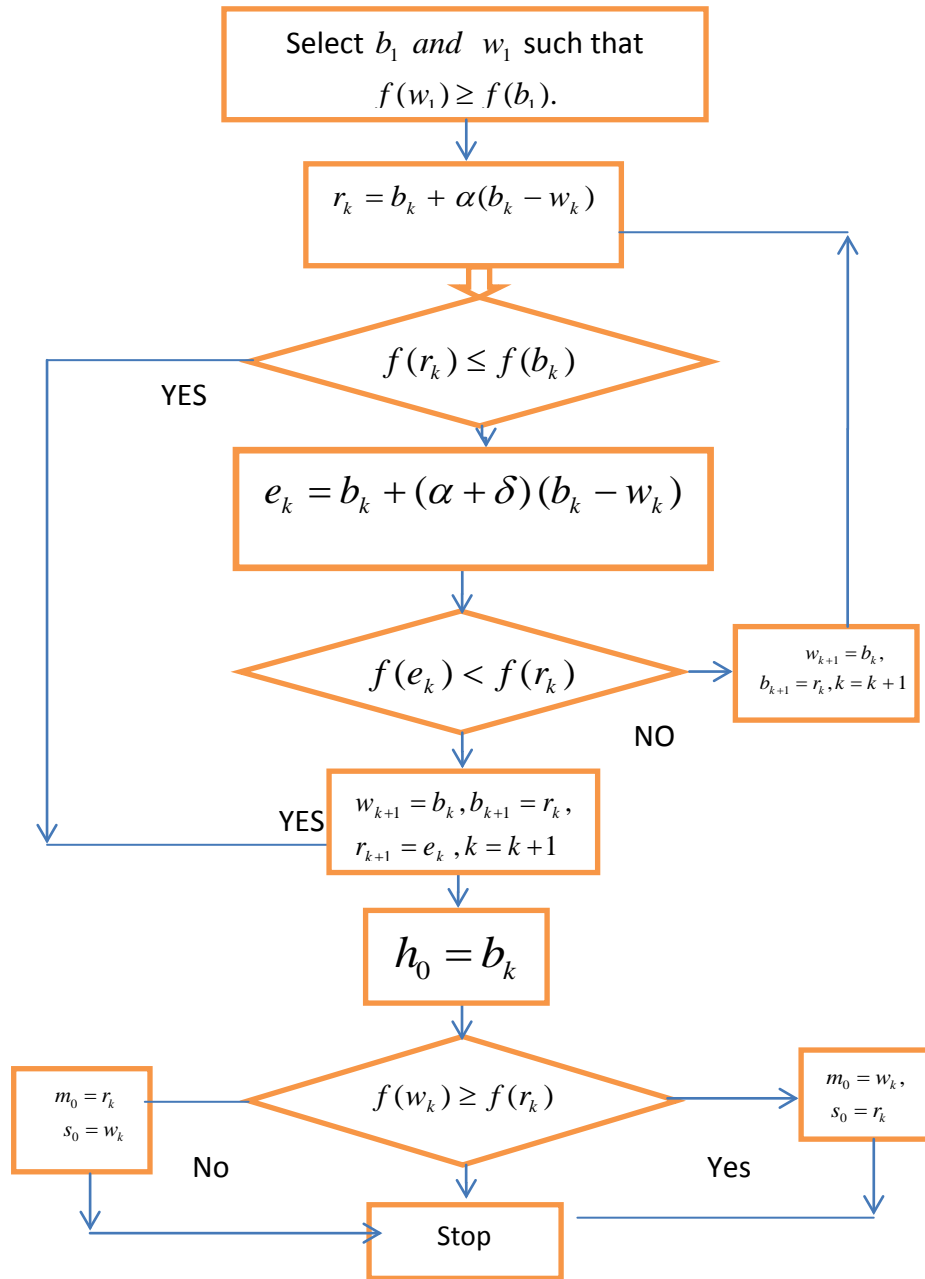 Select b₁ and w₁ such that
f(w₁) ≥ f(b₁).
rₖ = bₖ + α(bₖ − wₖ)
f(rₖ) ≤ f(bₖ)
YES
eₖ = bₖ + (α + δ)(bₖ − wₖ)
f(eₖ) < f(rₖ)
wₖ₊₁ = bₖ,
bₖ₊₁ = rₖ, k = k + 1
NO
YES
wₖ₊₁ = bₖ, bₖ₊₁ = rₖ,
rₖ₊₁ = eₖ, k = k + 1
h₀ = bₖ
f(wₖ) ≥ f(rₖ)
m₀ = rₖ
s₀ = wₖ
m₀ = wₖ,
s₀ = rₖ
No
Yes
Stop